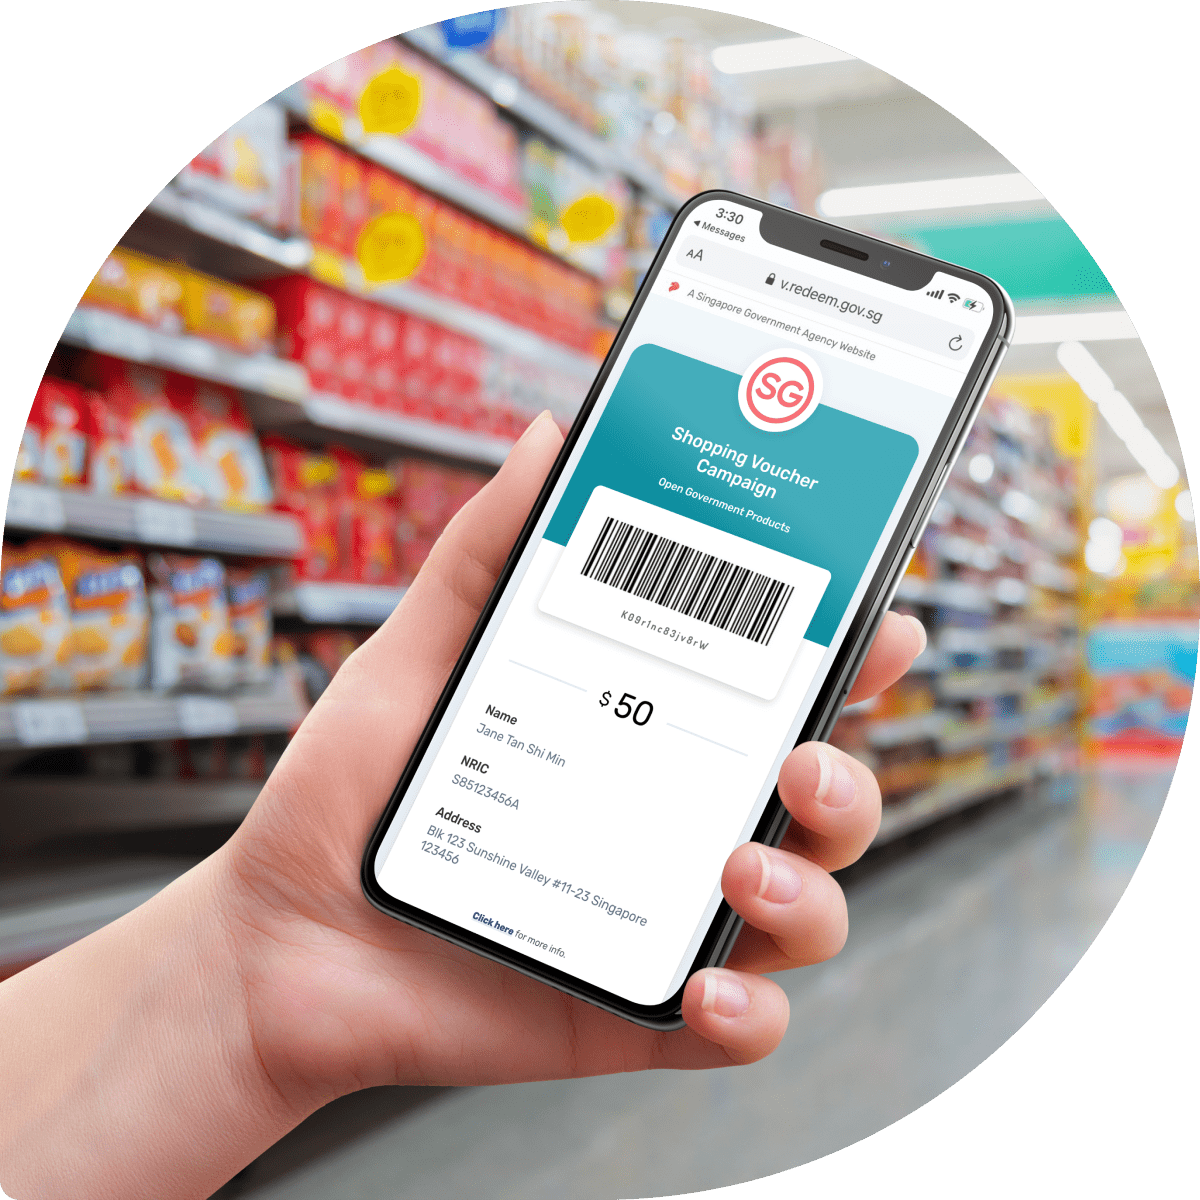 3:30
Messages
AA
v.redeem.gov.sg
A Singapore Government Agency Website
SG
Shopping Voucher
Campaign
Open Government Products
K09r1nc83jv8rW
$50
Name
Jane Tan Shi Min
NRIC
S85123456A
Address
Blk 123 Sunshine Valley #11-23 Singapore
123456
Click here for more info.